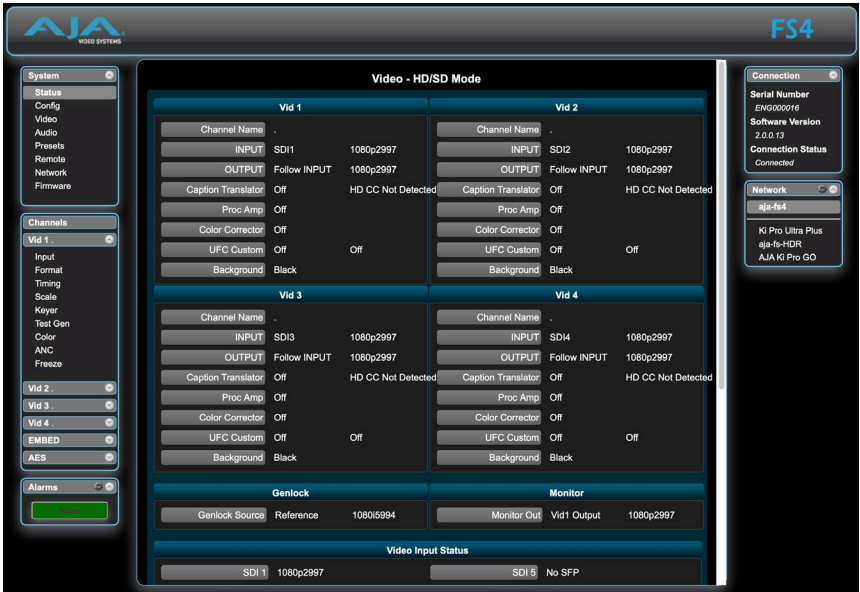 AJA
VIDEO SYSTEMS
FS4
System
Status
Config
Video
Audio
Presets
Remote
Network
Firmware
Channels
Vid 1 .
Input
Format
Timing
Scale
Keyer
Test Gen
Color
ANC
Freeze
Vid 2 .
Vid 3 .
Vid 4 .
EMBED
AES
Alarms
None
Video - HD/SD Mode
Vid 1
Channel Name .
INPUT SDI1 1080p2997
OUTPUT Follow INPUT 1080p2997
Caption Translator Off HD CC Not Detected
Proc Amp Off
Color Corrector Off
UFC Custom Off Off
Background Black
Vid 2
Channel Name .
INPUT SDI2 1080p2997
OUTPUT Follow INPUT 1080p2997
Caption Translator Off HD CC Not Detected
Proc Amp Off
Color Corrector Off
UFC Custom Off Off
Background Black
Vid 3
Channel Name .
INPUT SDI3 1080p2997
OUTPUT Follow INPUT 1080p2997
Caption Translator Off HD CC Not Detected
Proc Amp Off
Color Corrector Off
UFC Custom Off Off
Background Black
Vid 4
Channel Name .
INPUT SDI4 1080p2997
OUTPUT Follow INPUT 1080p2997
Caption Translator Off HD CC Not Detected
Proc Amp Off
Color Corrector Off
UFC Custom Off Off
Background Black
Genlock
Genlock Source Reference 1080i5994
Monitor
Monitor Out Vid1 Output 1080p2997
Video Input Status
SDI 1 1080p2997
SDI 5 No SFP
Connection
Serial Number
ENG000016
Software Version
2.0.0.13
Connection Status
Connected
Network
aja-fs4
Ki Pro Ultra Plus
aja-fs-HDR
AJA Ki Pro GO